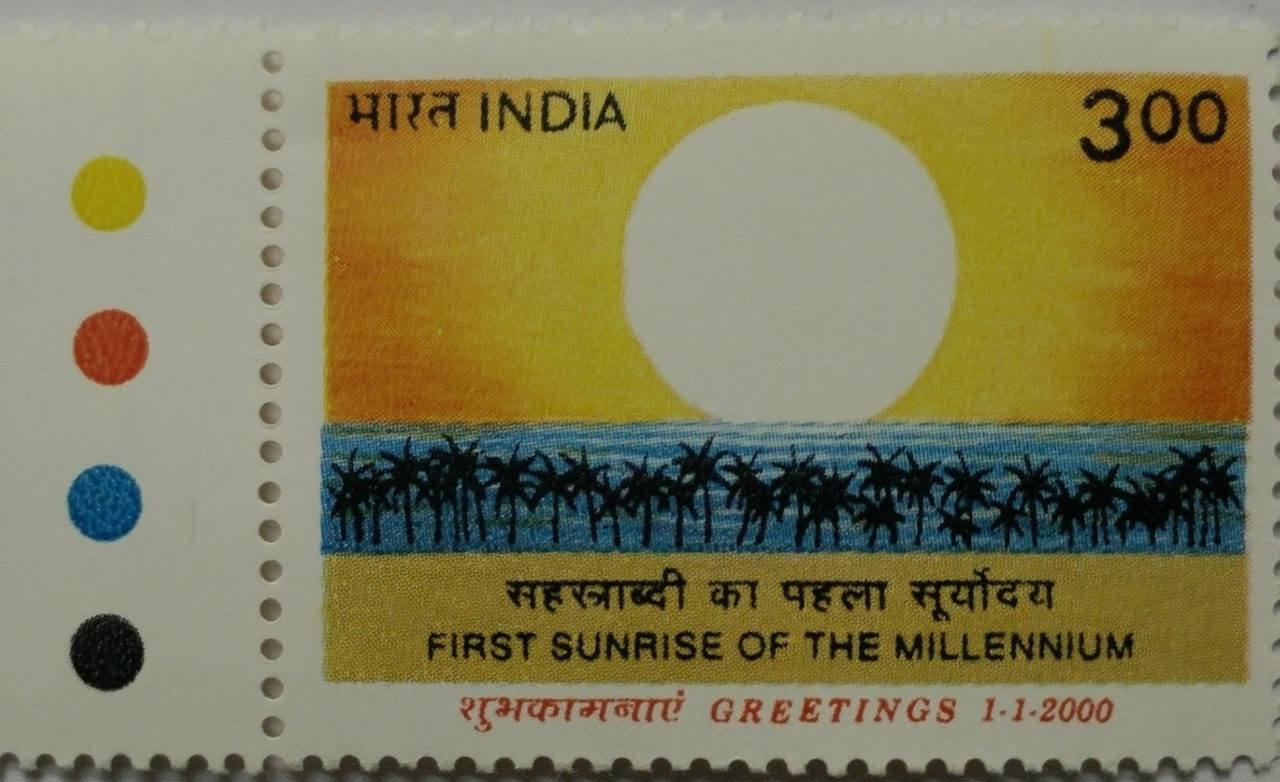 भारत INDIA
300
सहस्त्राब्दी का पहला सूर्योदय
FIRST SUNRISE OF THE MILLENNIUM
शुभकामनाएं GREETINGS 1·1·2000